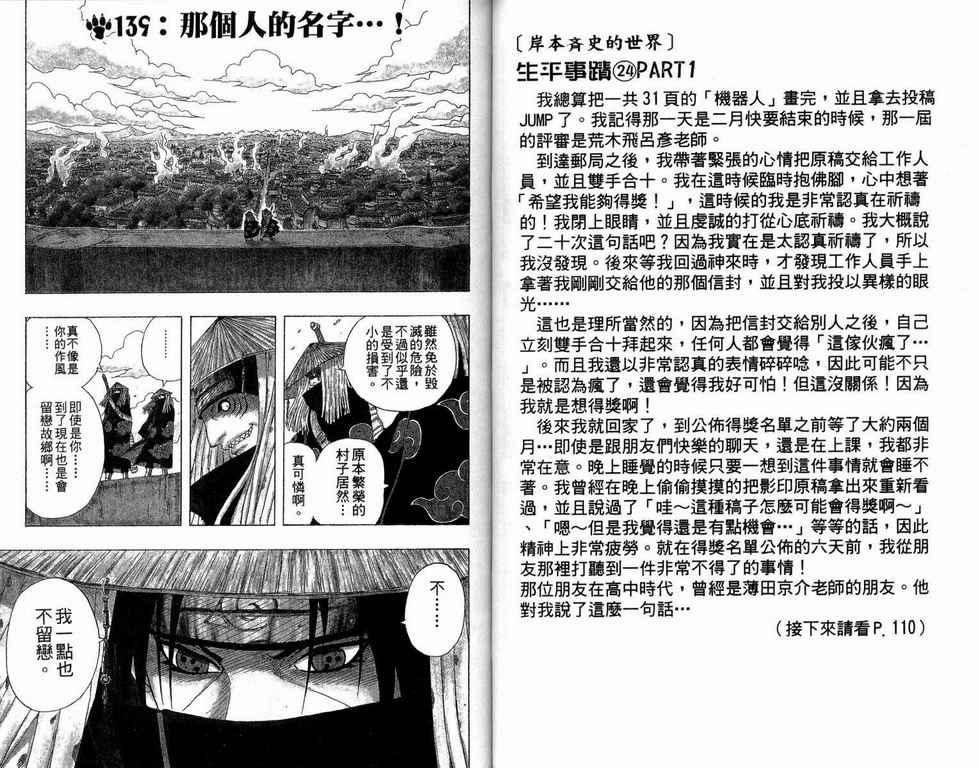 139：那個人的名字…！
雖然免於毀
滅的危險，
不過似乎還
是受到了不
小的損害。
原本繁榮的
村子居然…
真可憐啊。
……
真不像是
你的作風
……
即使是你……
到了現在也是會
留戀故鄉啊……
不……
我一點也
不留戀。
〔岸本斉史的世界〕
生平事蹟㉔PART1
我總算把一共31頁的「機器人」畫完，並且拿去投稿
JUMP了。我記得那一天是二月快要結束的時候，那一屆
的評審是荒木飛呂彥老師。
到達郵局之後，我帶著緊張的心情把原稿交給工作人
員，並且雙手合十。我在這時候臨時抱佛腳，心中想著
「希望我能夠得獎！」，這時候的我是非常認真在祈禱
的！我閉上眼睛，並且虔誠的打從心底祈禱。我大概說
了二十次這句話吧？因為我實在是太認真祈禱了，所以
我沒發現。後來等我回過神來時，才發現工作人員手上
拿著我剛剛交給他的那個信封，並且對我投以異樣的眼
光……
這也是理所當然的，因為把信封交給別人之後，自己
立刻雙手合十拜起來，任何人都會覺得「這傢伙瘋了…
」。而且我還以非常認真的表情碎碎唸，因此可能不只
是被認為瘋了，還會覺得我好可怕！但這沒關係！因為
我就是想得獎啊！
後來我就回家了，到公佈得獎名單之前等了大約兩個
月…即使是跟朋友們快樂的聊天，還是在上課，我都非
常在意。晚上睡覺的時候只要一想到這件事情就會睡不
著。我曾經在晚上偷偷摸摸的把影印原稿拿出來重新看
過，並且說過了「哇～這種稿子怎麼可能會得獎啊～」
、「嗯～但是我覺得還是有點機會…」等等的話，因此
精神上非常疲勞。就在得獎名單公佈的六天前，我從朋
友那裡打聽到一件非常不得了的事情！
那位朋友在高中時代，曾經是薄田京介老師的朋友。他
對我說了這麼一句話…
（接下來請看P. 110）